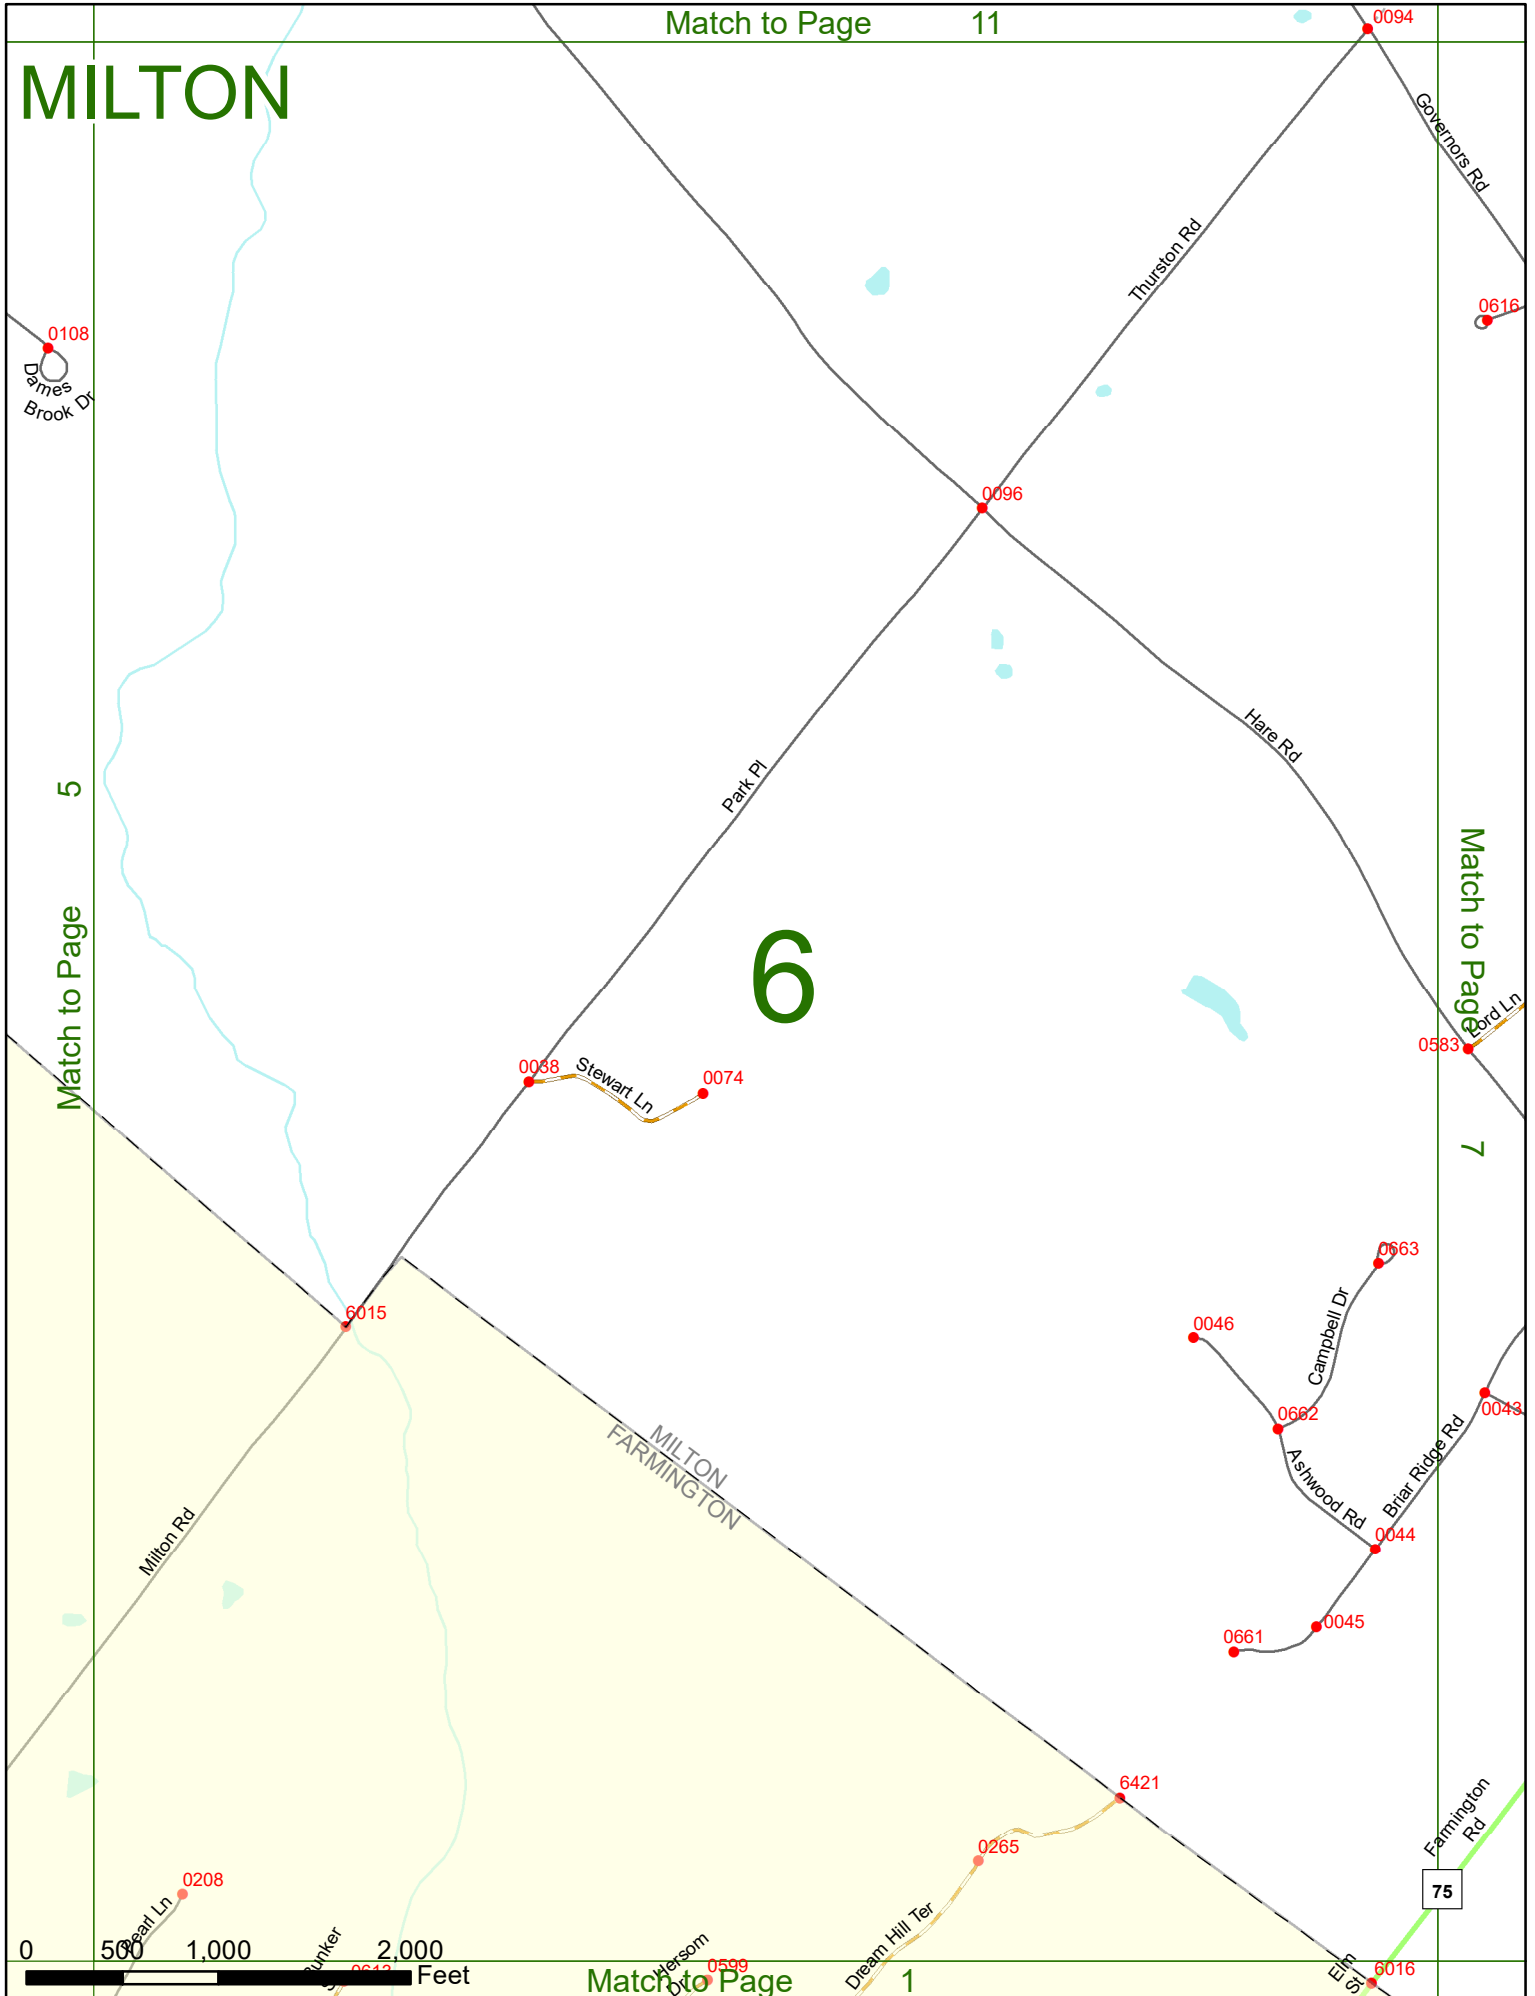 Match to Page 11
0094
MILTON
Governors Rd
Thurston Rd
0616
0108
Dames
Brook Dr
0096
Hare Rd
Park Pl
5
Match to Page
6
Match to Page
7
Lord Ln
0583
0038
Stewart Ln
0074
0663
6015
0046
Campbell Dr
0662
0043
MILTON
FARMINGTON
Ashwood Rd
Briar Ridge Rd
0044
Milton Rd
0045
0661
6421
Farmington
Rd
0265
75
0208
Pearl Ln
Dream Hill Ter
Hersom
Dr
0599
Elm
St
6016
0 500 1,000 2,000
Feet
0613
Match to Page 1